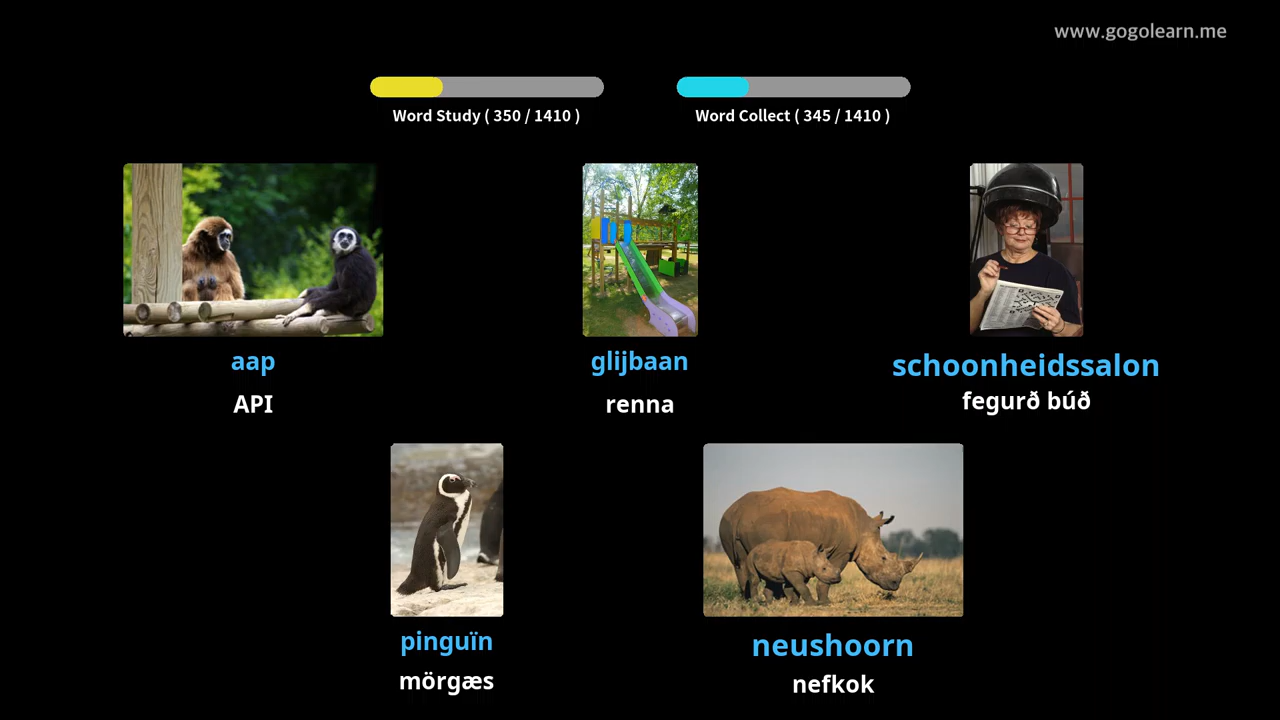 www.gogolearn.me
Word Study ( 350 / 1410 )
Word Collect ( 345 / 1410 )
aap
API
glijbaan
renna
schoonheidssalon
fegurð búð
pinguïn
mörgæs
neushoorn
nefkok